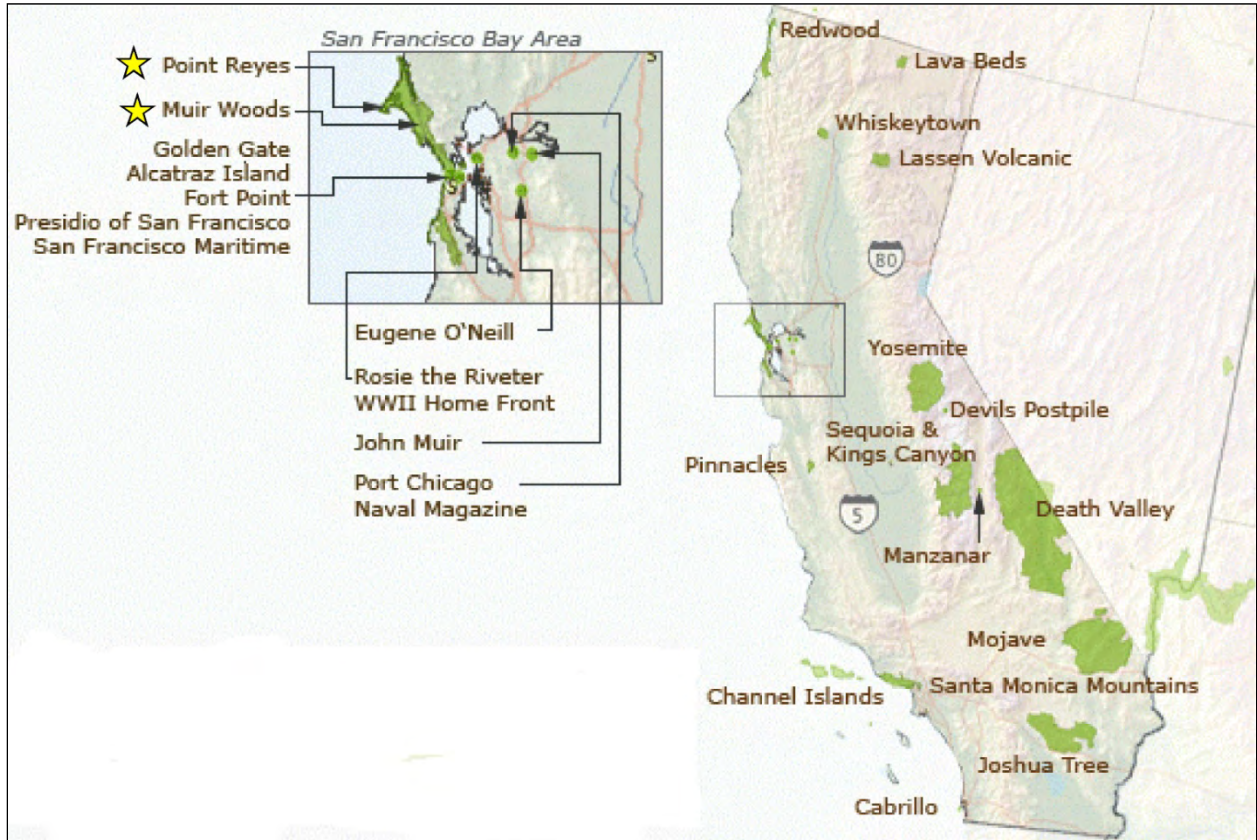 San Francisco Bay Area
Point Reyes
Muir Woods
Golden Gate
Alcatraz Island
Fort Point
Presidio of San Francisco
San Francisco Maritime
S
S
Eugene O'Neill
Rosie the Riveter
WWII Home Front
John Muir
Port Chicago
Naval Magazine
Redwood
Lava Beds
Whiskeytown
Lassen Volcanic
80
Yosemite
Devils Postpile
Sequoia &
Kings Canyon
Pinnacles
5
Death Valley
Manzanar
Mojave
Santa Monica Mountains
Channel Islands
Joshua Tree
Cabrillo